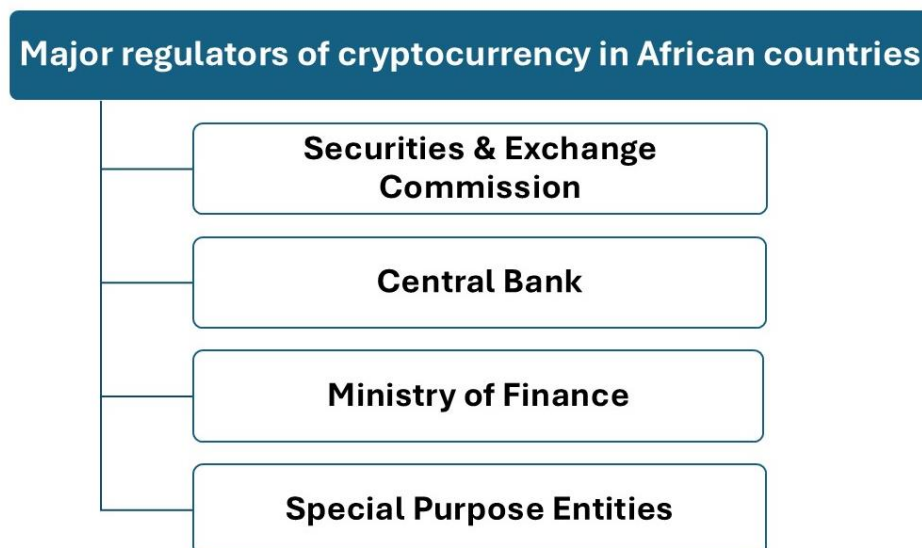 Major regulators of cryptocurrency in African countries
Securities & Exchange
Commission
Central Bank
Ministry of Finance
Special Purpose Entities